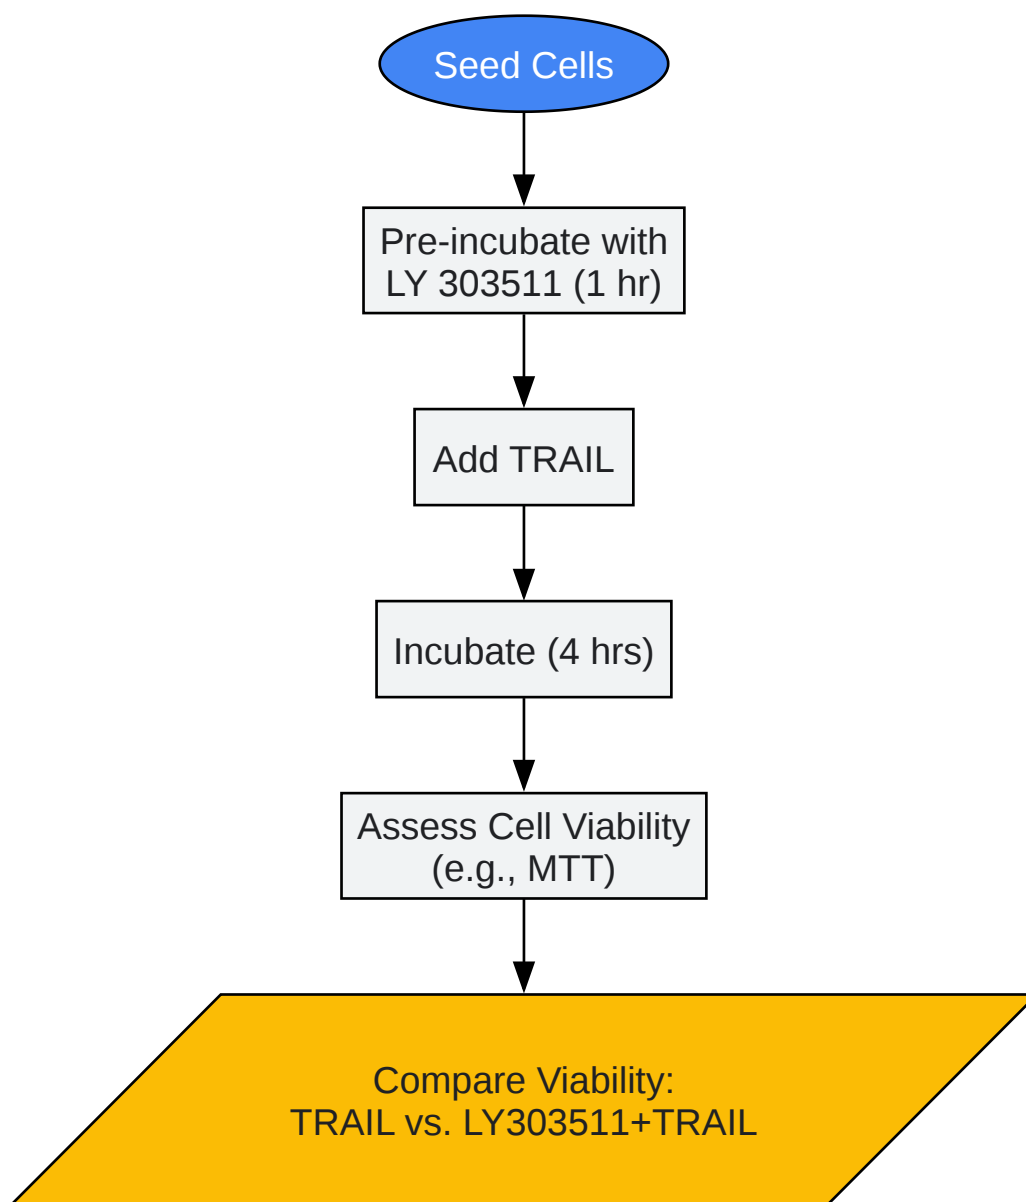 Seed Cells
Pre-incubate with
LY 303511 (1 hr)
Add TRAIL
Incubate (4 hrs)
Assess Cell Viability
(e.g., MTT)
Compare Viability:
TRAIL vs. LY303511+TRAIL